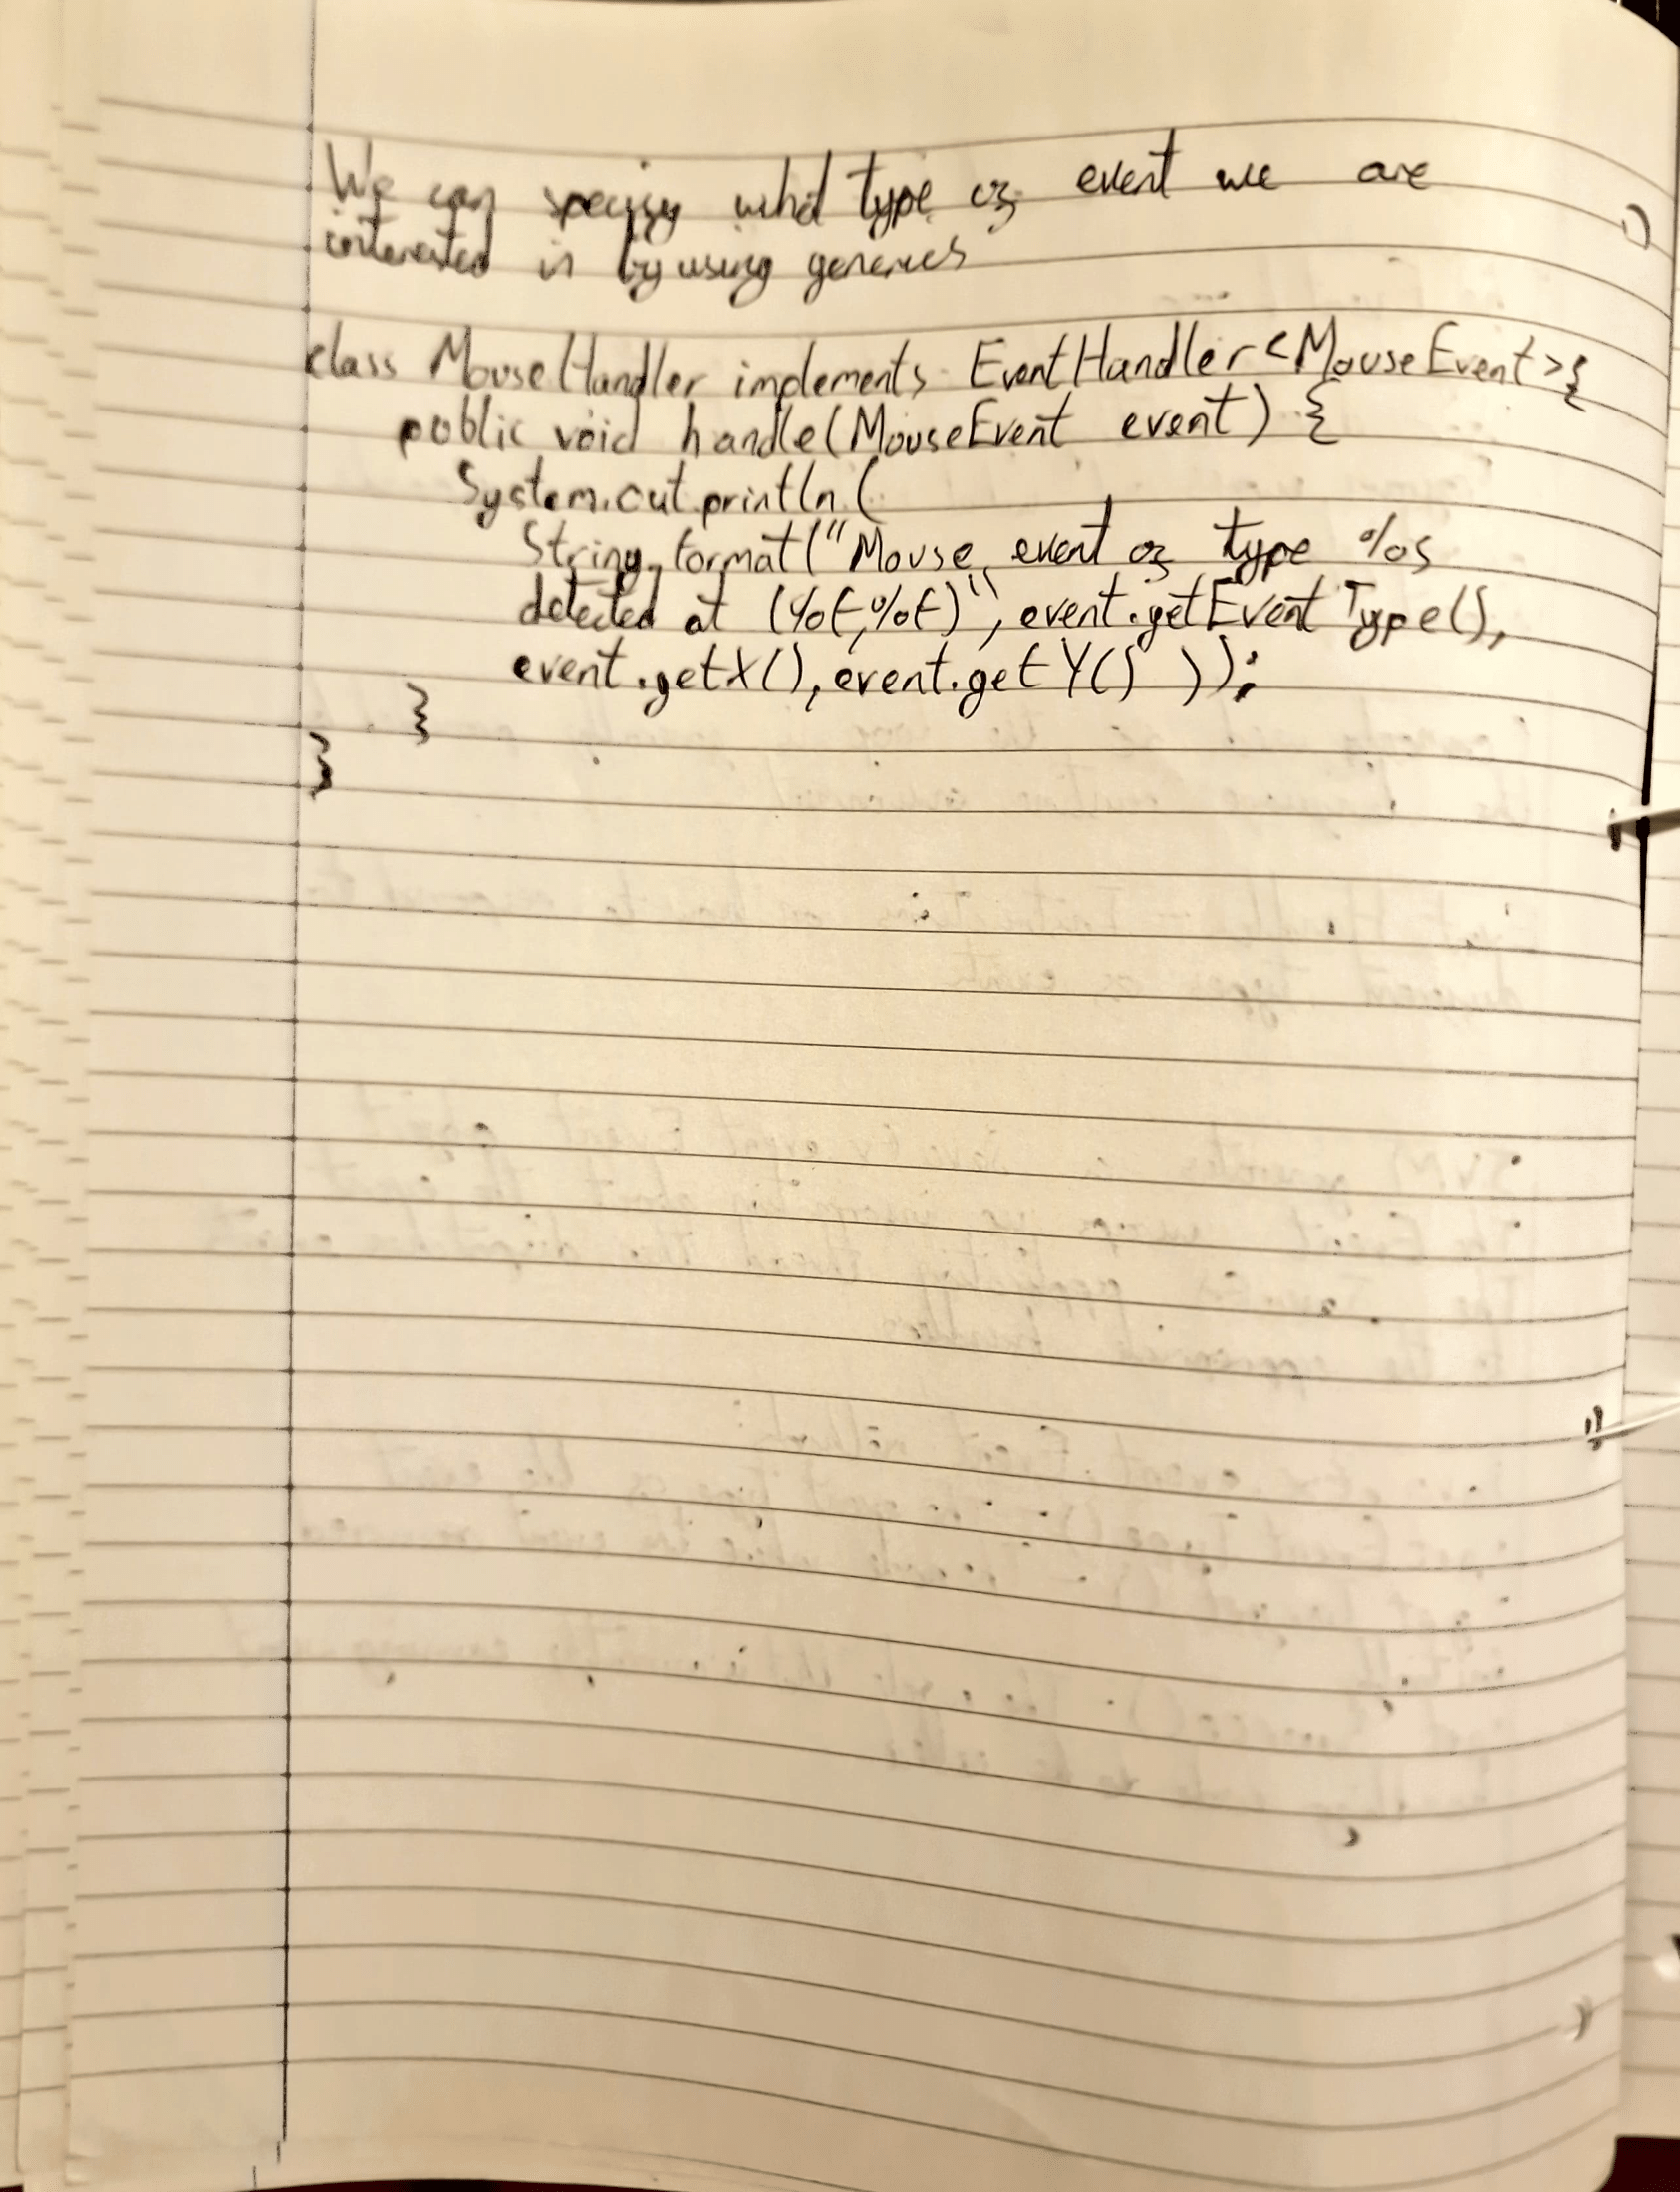 We can specify what type of event we are
interested in by using generics
class MouseHandler implements EventHandler<MouseEvent>{
public void handle(MouseEvent event) {
System.out.println(
String.format("Mouse event of type %s
detected at (%f,%f)", event.getEventType(),
event.getX(), event.getY() ));
}
}